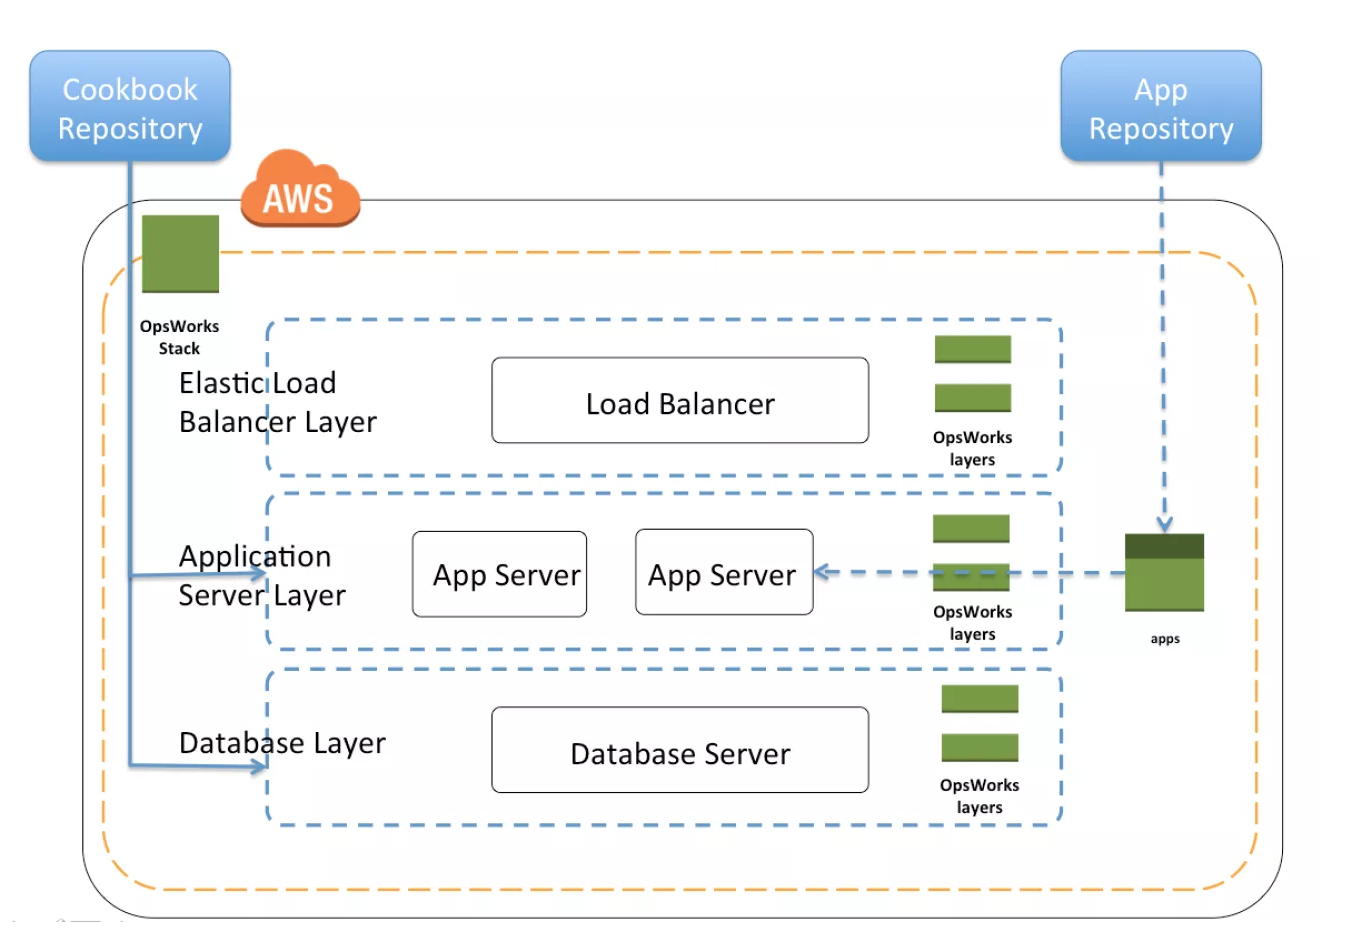 Cookbook
Repository
App
Repository
AWS
OpsWorks
Stack
Elastic Load
Balancer Layer
Load Balancer
OpsWorks
layers
Application
Server Layer
App Server
App Server
OpsWorks
layers
apps
Database Layer
Database Server
OpsWorks
layers